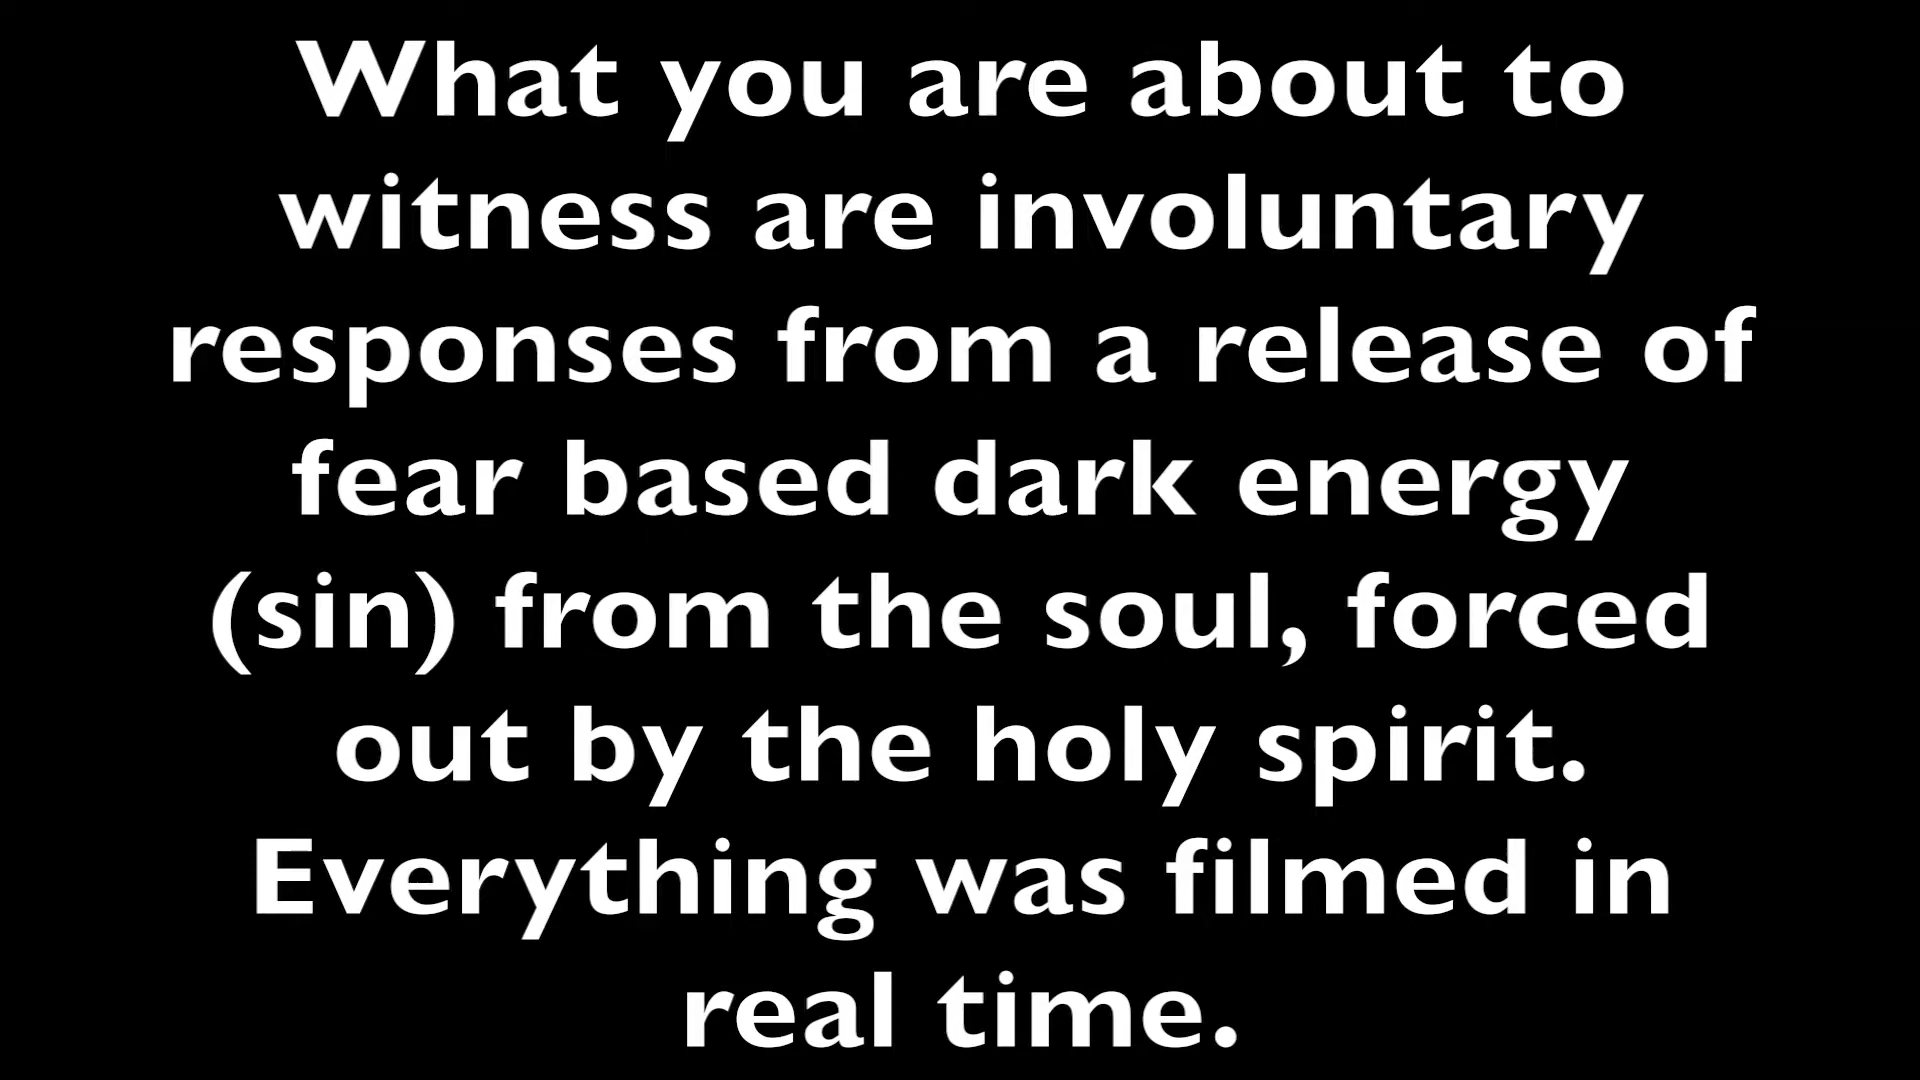 What you are about to
witness are involuntary
responses from a release of
fear based dark energy
(sin) from the soul, forced
out by the holy spirit.
Everything was filmed in
real time.